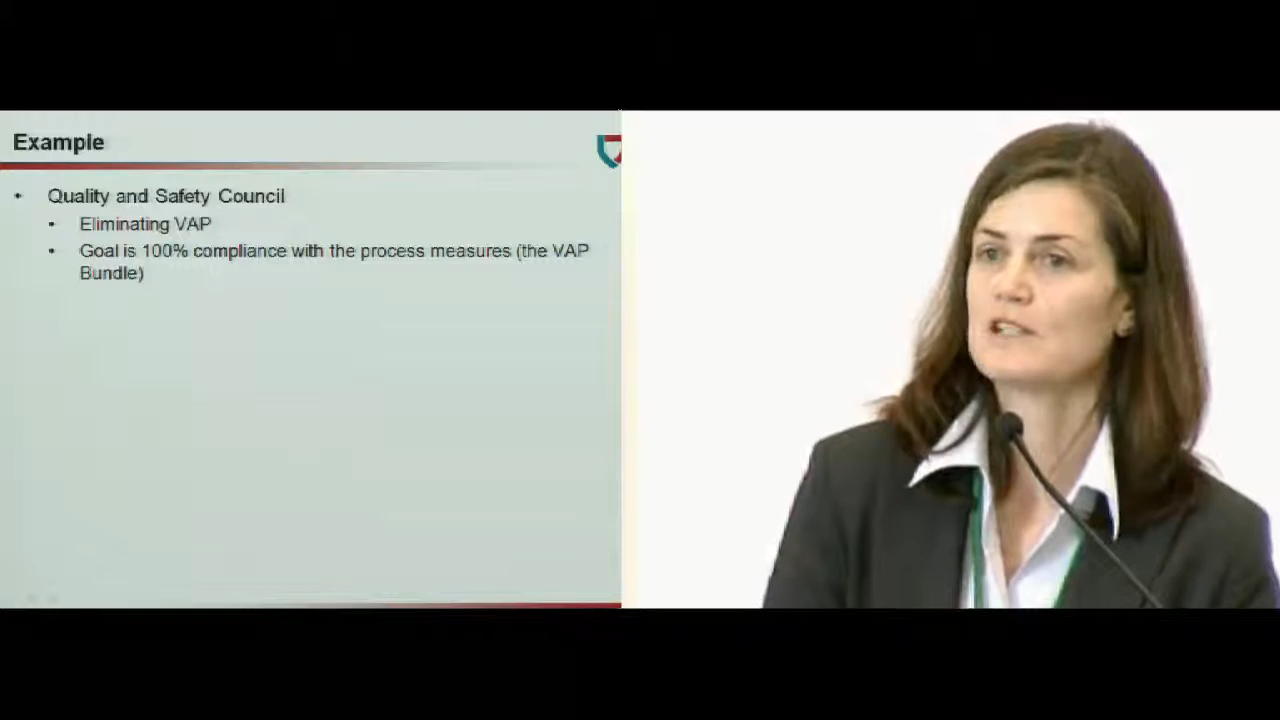 Example
• Quality and Safety Council
• Eliminating VAP
• Goal is 100% compliance with the process measures (the VAP
Bundle)